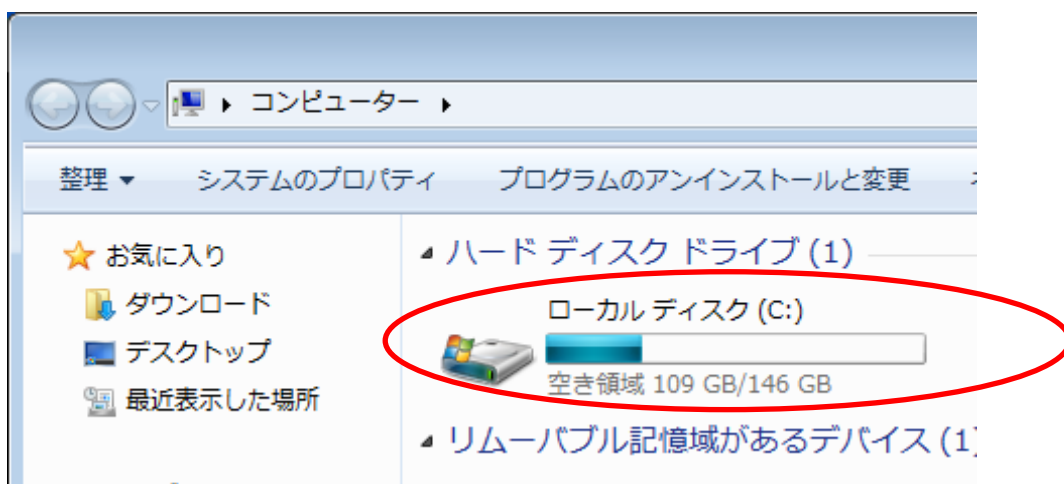 コンピューター
整理 システムのプロパティ プログラムのアンインストールと変更
お気に入り
ダウンロード
デスクトップ
最近表示した場所
ハード ディスク ドライブ (1)
ローカル ディスク (C:)
空き領域 109 GB/146 GB
リムーバブル記憶域があるデバイス (1)